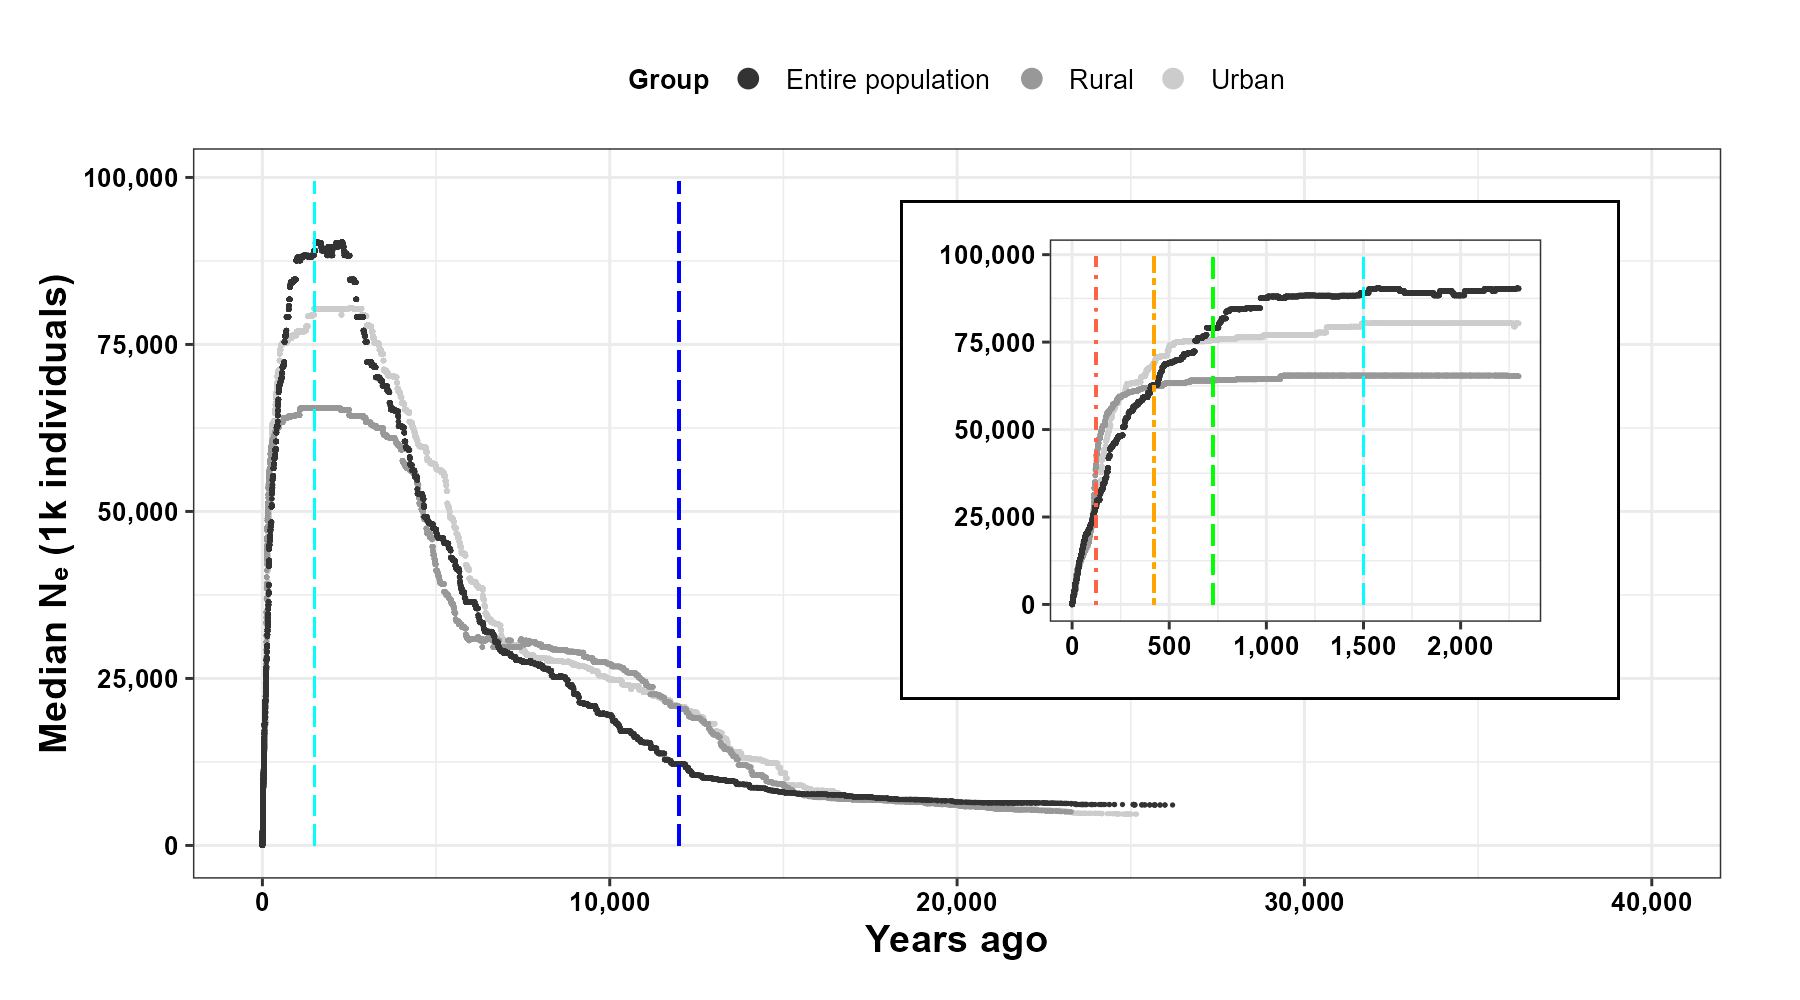 Group Entire population Rural Urban
Median Nₑ (1k individuals)
100,000
75,000
50,000
25,000
0
0 10,000 20,000 30,000 40,000
Years ago
100,000
75,000
50,000
25,000
0
0 500 1,000 1,500 2,000